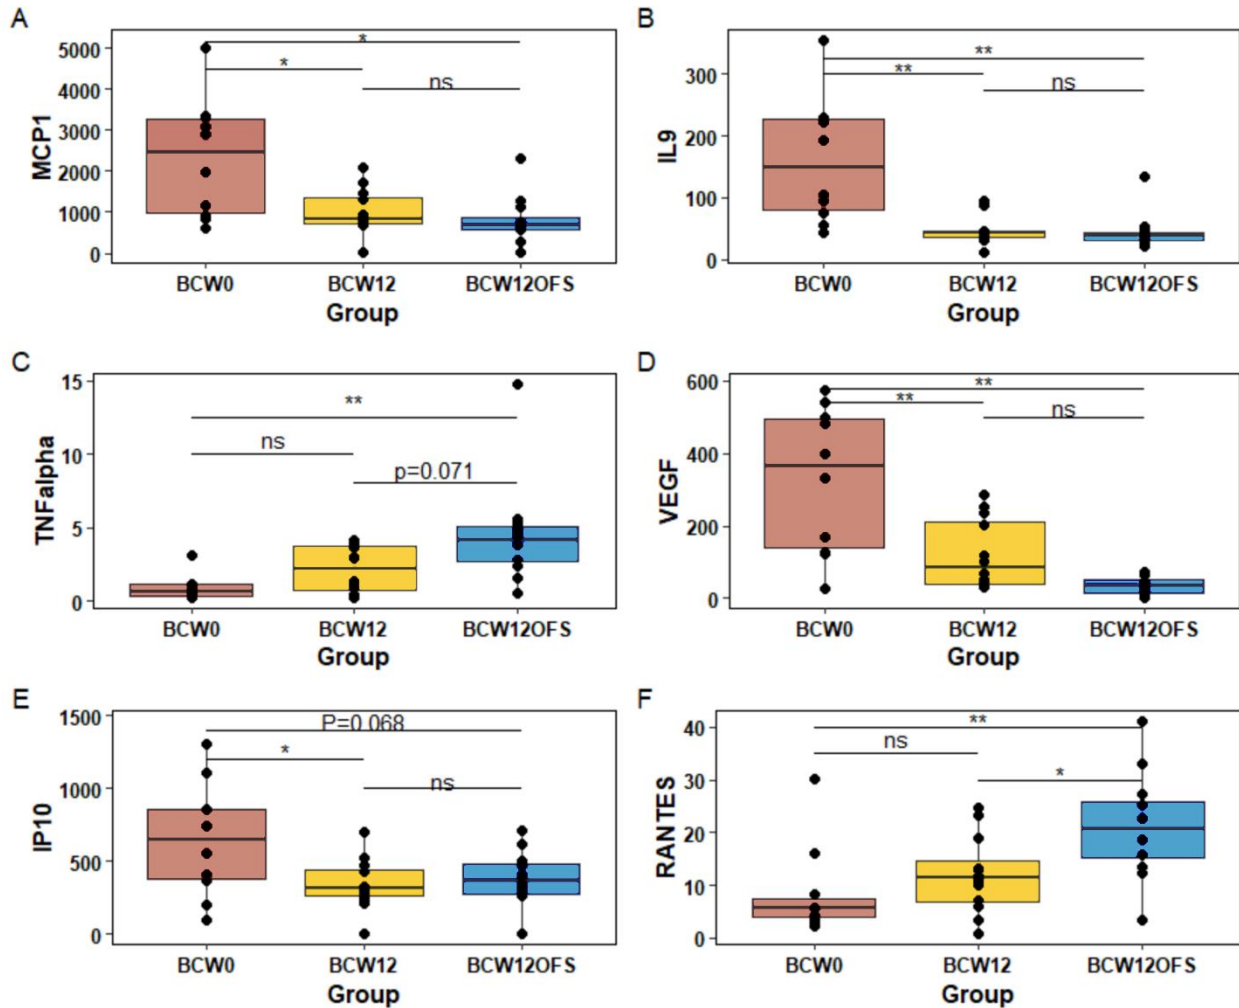 A
MCP1
5000
4000
3000
2000
1000
0
*
*
ns
BCW0 BCW12 BCW12OFS
Group
B
IL9
300
200
100
0
**
**
ns
BCW0 BCW12 BCW12OFS
Group
C
TNFalpha
15
10
5
0
**
ns
p=0.071
BCW0 BCW12 BCW12OFS
Group
D
VEGF
600
400
200
0
**
**
ns
BCW0 BCW12 BCW12OFS
Group
E
IP10
1500
1000
500
0
P=0.068
*
ns
BCW0 BCW12 BCW12OFS
Group
F
RANTES
40
30
20
10
0
**
ns
*
BCW0 BCW12 BCW12OFS
Group